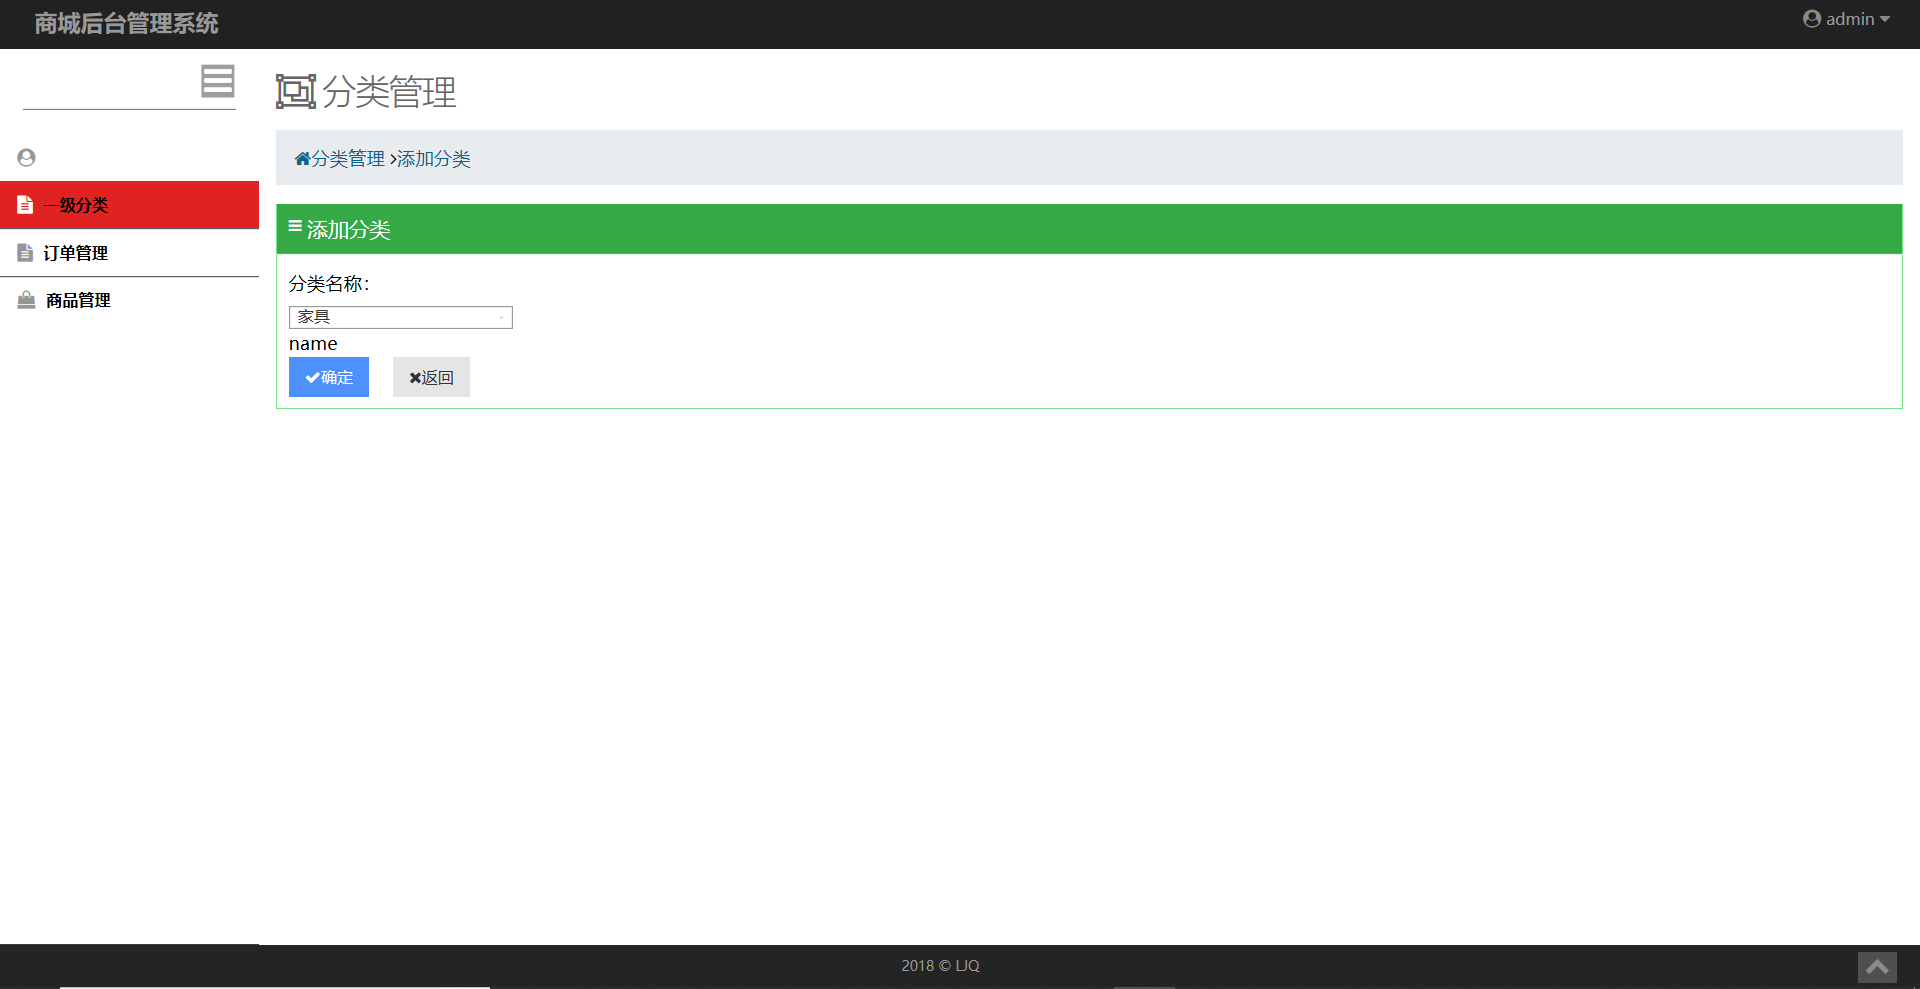 商城后台管理系统
admin
分类管理
分类管理 ›添加分类
一级分类
订单管理
商品管理
添加分类
分类名称：
家具
name
确定
返回
2018 © LJQ